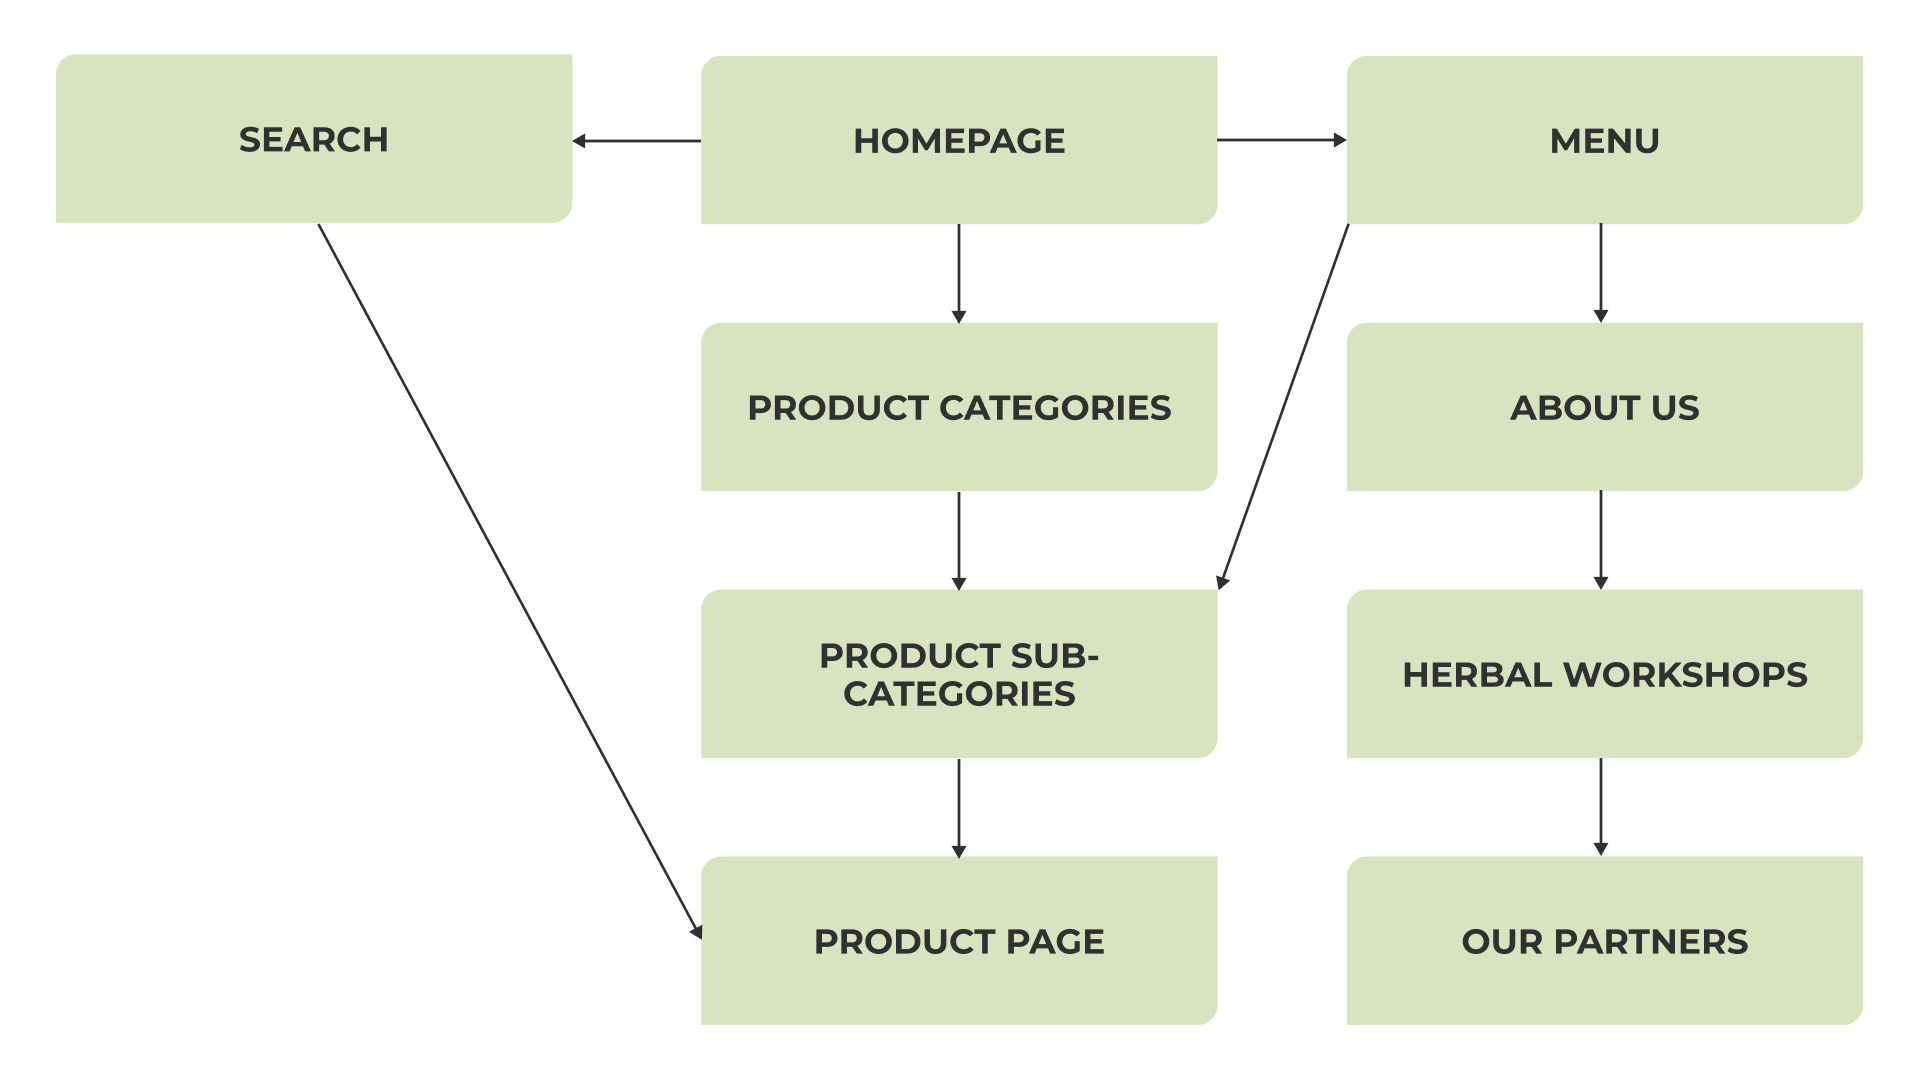 SEARCH
HOMEPAGE
MENU
PRODUCT CATEGORIES
ABOUT US
PRODUCT SUB-
CATEGORIES
HERBAL WORKSHOPS
PRODUCT PAGE
OUR PARTNERS